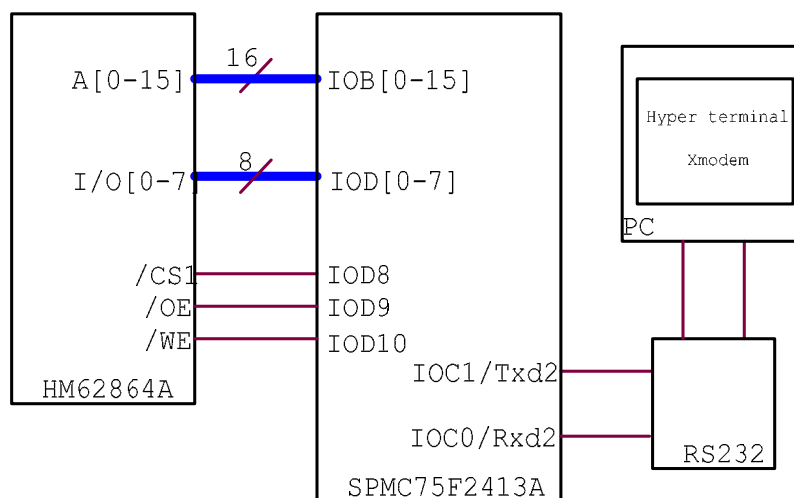 16
A[0-15]
IOB[0-15]
Hyper terminal
Xmodem
8
I/O[0-7]
IOD[0-7]
PC
/CS1
IOD8
/OE
IOD9
/WE
IOD10
IOC1/Txd2
HM62864A
IOC0/Rxd2
RS232
SPMC75F2413A